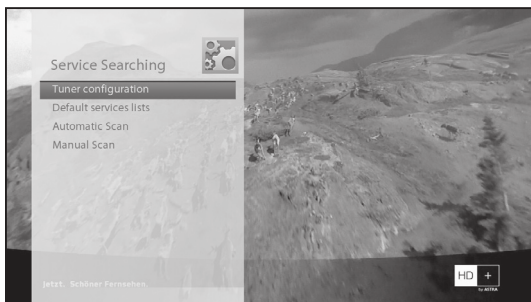 Service Searching
Tuner configuration
Default services lists
Automatic Scan
Manual Scan
Jetzt. Schöner Fernsehen.
HD +
by ASTRA